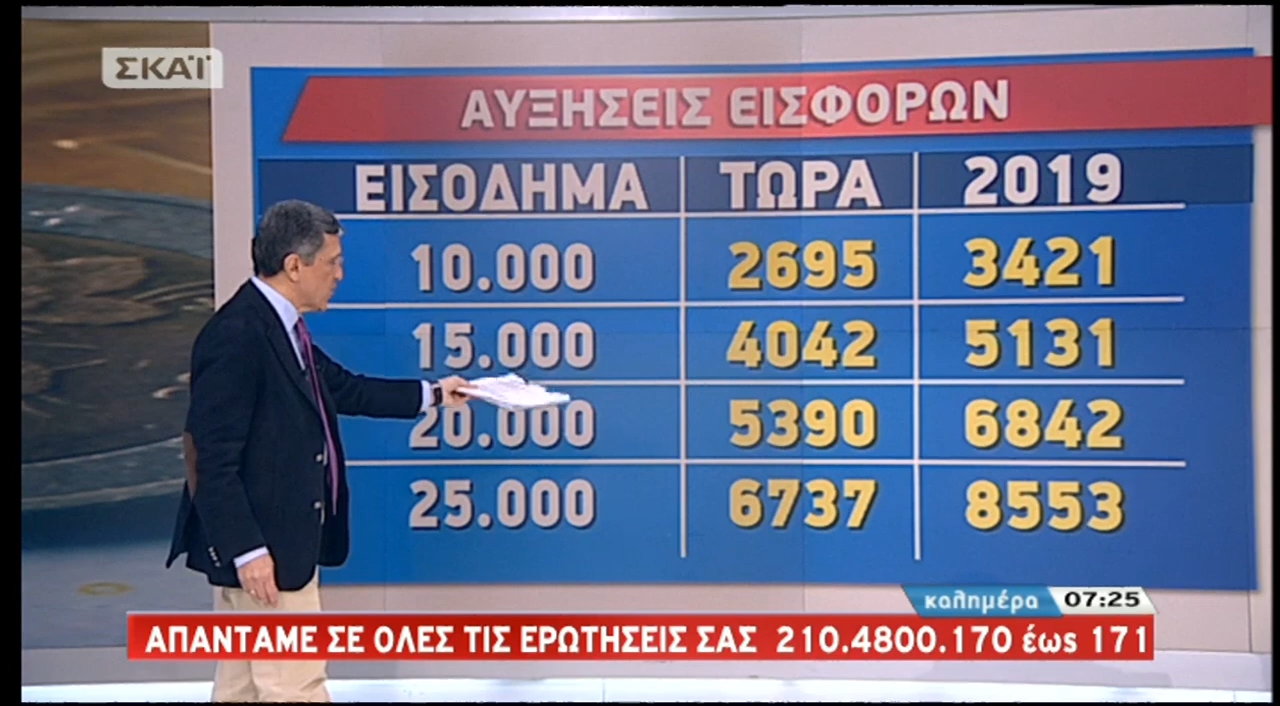 ΣΚΑΪ
ΑΥΞΗΣΕΙΣ ΕΙΣΦΟΡΩΝ
ΕΙΣΟΔΗΜΑ ΤΩΡΑ 2019
10.000 2695 3421
15.000 4042 5131
20.000 5390 6842
25.000 6737 8553
καλημέρα 07:25
ΑΠΑΝΤΑΜΕ ΣΕ ΟΛΕΣ ΤΙΣ ΕΡΩΤΗΣΕΙΣ ΣΑΣ 210.4800.170 έως 171